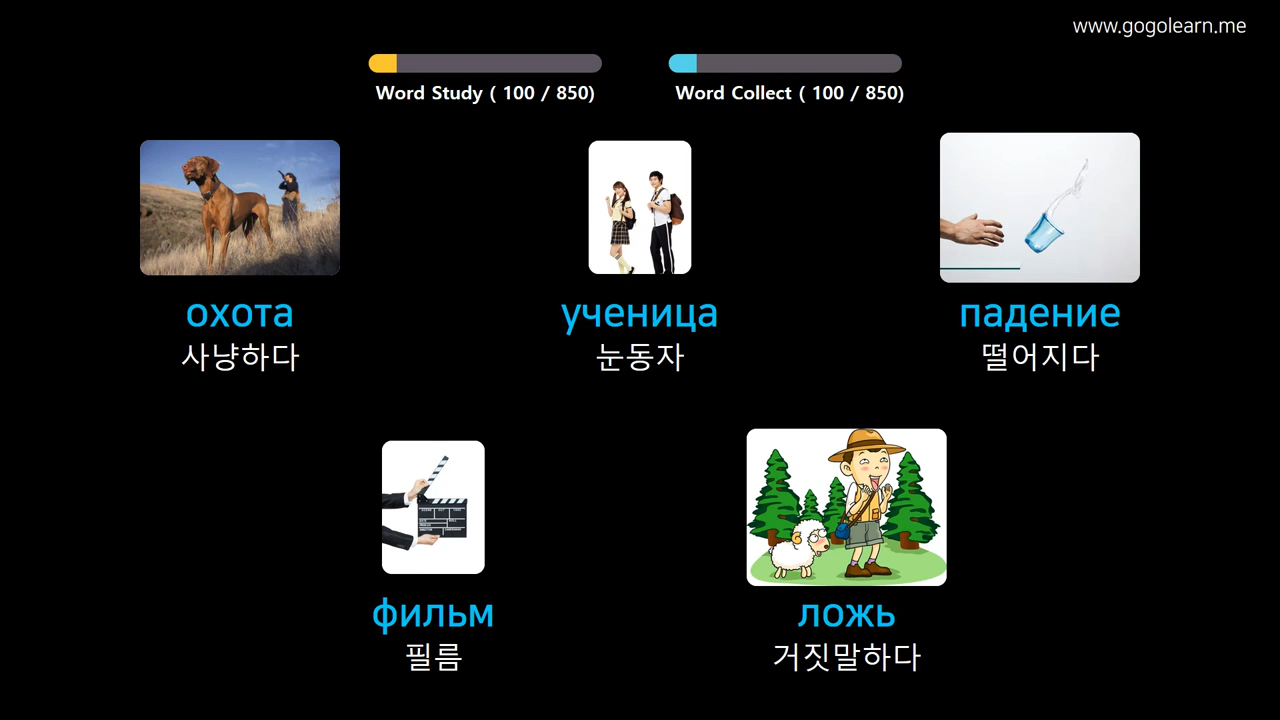 www.gogolearn.me
Word Study ( 100 / 850)
Word Collect ( 100 / 850)
охота
사냥하다
ученица
눈동자
падение
떨어지다
фильм
필름
ложь
거짓말하다